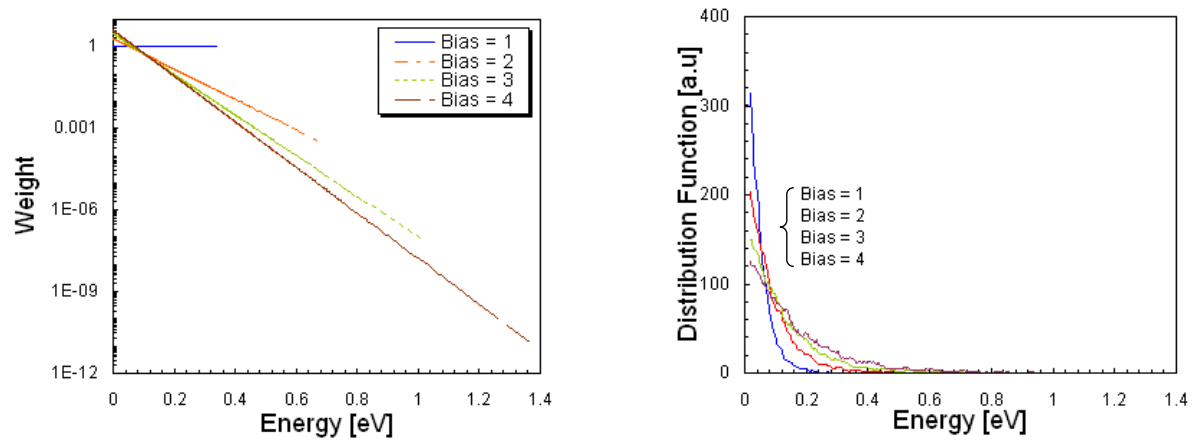 Weight
1
0.001
1E-06
1E-09
1E-12
0
0.2
0.4
0.6
0.8
1
1.2
1.4
Energy [eV]
Bias = 1
Bias = 2
Bias = 3
Bias = 4
Distribution Function [a.u]
400
300
200
100
0
0
0.2
0.4
0.6
0.8
1
1.2
1.4
Energy [eV]
Bias = 1
Bias = 2
Bias = 3
Bias = 4